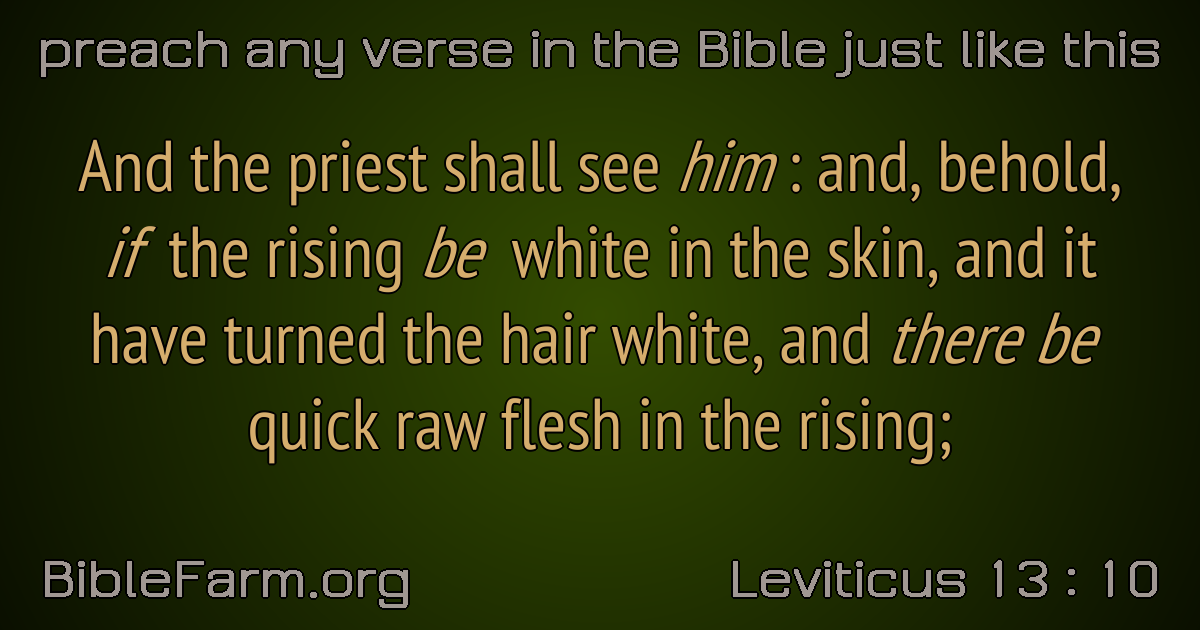 preach any verse in the Bible just like this
And the priest shall see him : and, behold,
if the rising be white in the skin, and it
have turned the hair white, and there be
quick raw flesh in the rising;
BibleFarm.org
Leviticus 13 : 10